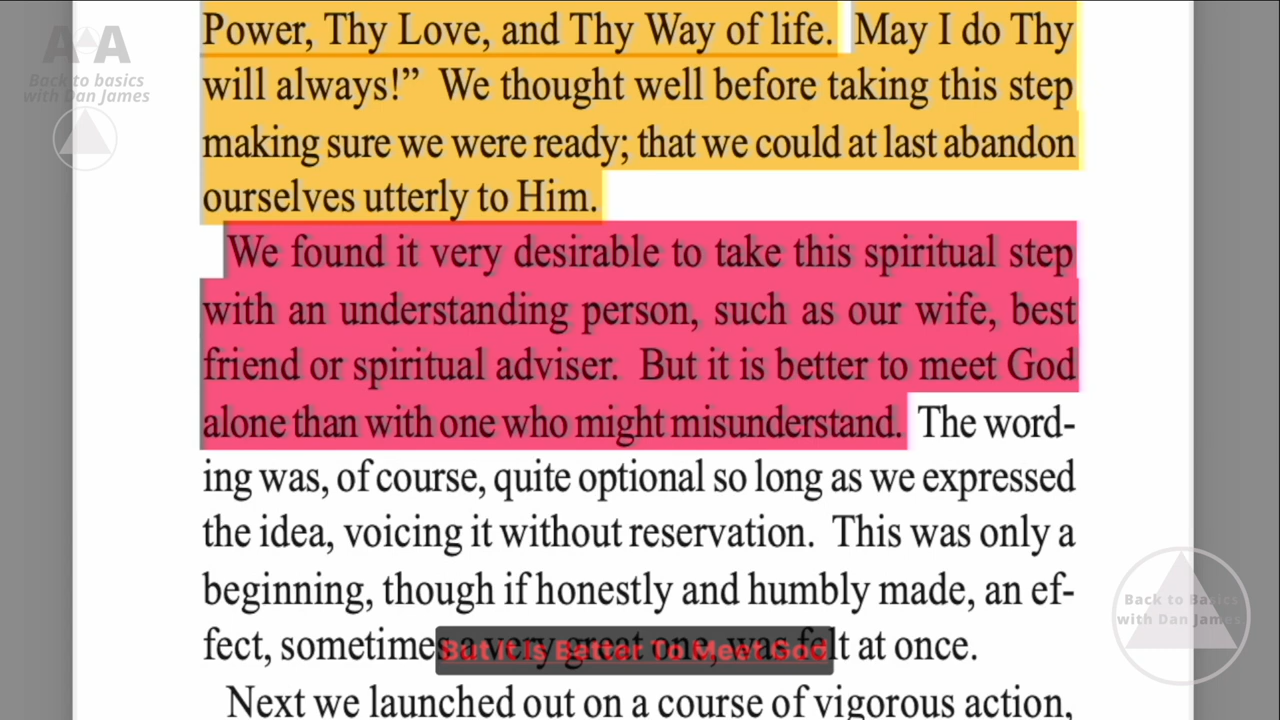 A A
Back to basics
with Dan James
Power, Thy Love, and Thy Way of life. May I do Thy
will always!” We thought well before taking this step
making sure we were ready; that we could at last abandon
ourselves utterly to Him.
We found it very desirable to take this spiritual step
with an understanding person, such as our wife, best
friend or spiritual adviser. But it is better to meet God
alone than with one who might misunderstand. The word-
ing was, of course, quite optional so long as we expressed
the idea, voicing it without reservation. This was only a
beginning, though if honestly and humbly made, an ef-
fect, sometimes a very great one, was felt at once.
But It Is Better To Meet God
Next we launched out on a course of vigorous action,
Back to Basics
with Dan James